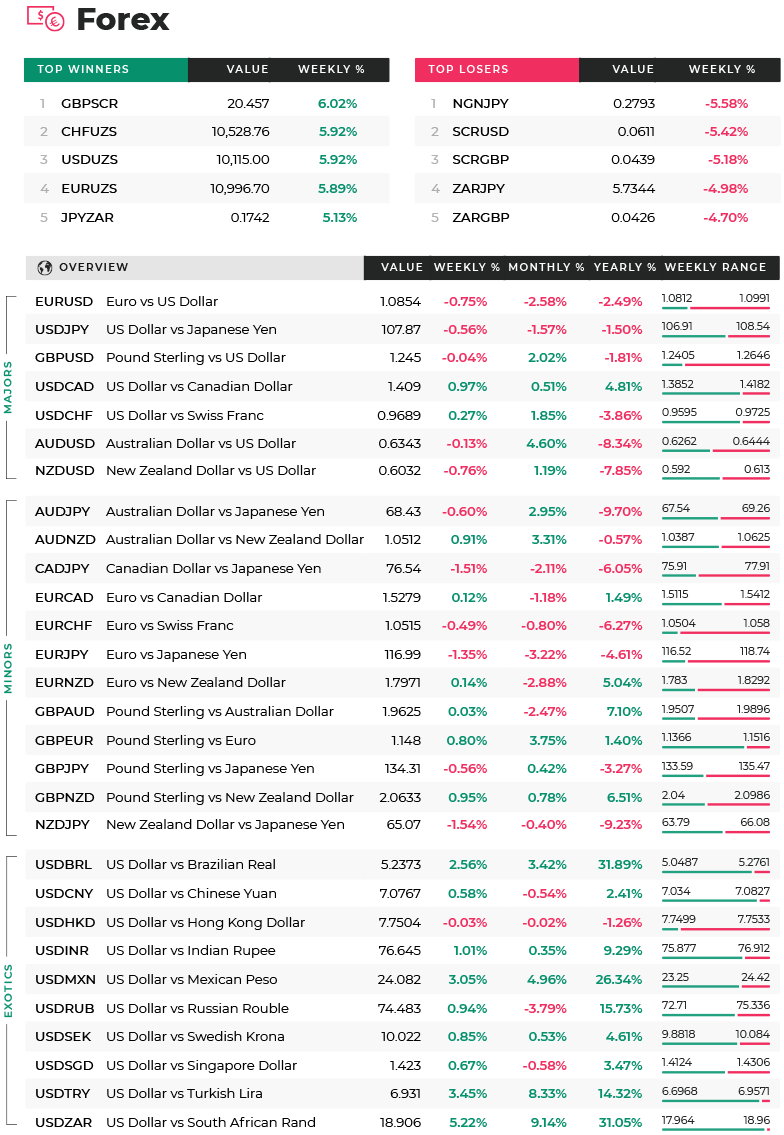 Forex
TOP WINNERS VALUE WEEKLY %
1 GBPSCR 20.457 6.02%
2 CHFUZS 10,528.76 5.92%
3 USDUZS 10,115.00 5.92%
4 EURUZS 10,996.70 5.89%
5 JPYZAR 0.1742 5.13%
TOP LOSERS VALUE WEEKLY %
1 NGNJPY 0.2793 -5.58%
2 SCRUSD 0.0611 -5.42%
3 SCRGBP 0.0439 -5.18%
4 ZARJPY 5.7344 -4.98%
5 ZARGBP 0.0426 -4.70%
OVERVIEW VALUE WEEKLY % MONTHLY % YEARLY % WEEKLY RANGE
MAJORS
EURUSD Euro vs US Dollar 1.0854 -0.75% -2.58% -2.49% 1.0812 1.0991
USDJPY US Dollar vs Japanese Yen 107.87 -0.56% -1.57% -1.50% 106.91 108.54
GBPUSD Pound Sterling vs US Dollar 1.245 -0.04% 2.02% -1.81% 1.2405 1.2646
USDCAD US Dollar vs Canadian Dollar 1.409 0.97% 0.51% 4.81% 1.3852 1.4182
USDCHF US Dollar vs Swiss Franc 0.9689 0.27% 1.85% -3.86% 0.9595 0.9725
AUDUSD Australian Dollar vs US Dollar 0.6343 -0.13% 4.60% -8.34% 0.6262 0.6444
NZDUSD New Zealand Dollar vs US Dollar 0.6032 -0.76% 1.19% -7.85% 0.592 0.613
MINORS
AUDJPY Australian Dollar vs Japanese Yen 68.43 -0.60% 2.95% -9.70% 67.54 69.26
AUDNZD Australian Dollar vs New Zealand Dollar 1.0512 0.91% 3.31% -0.57% 1.0387 1.0625
CADJPY Canadian Dollar vs Japanese Yen 76.54 -1.51% -2.11% -6.05% 75.91 77.91
EURCAD Euro vs Canadian Dollar 1.5279 0.12% -1.18% 1.49% 1.5115 1.5412
EURCHF Euro vs Swiss Franc 1.0515 -0.49% -0.80% -6.27% 1.0504 1.058
EURJPY Euro vs Japanese Yen 116.99 -1.35% -3.22% -4.61% 116.52 118.74
EURNZD Euro vs New Zealand Dollar 1.7971 0.14% -2.88% 5.04% 1.783 1.8292
GBPAUD Pound Sterling vs Australian Dollar 1.9625 0.03% -2.47% 7.10% 1.9507 1.9896
GBPEUR Pound Sterling vs Euro 1.148 0.80% 3.75% 1.40% 1.1366 1.1516
GBPJPY Pound Sterling vs Japanese Yen 134.31 -0.56% 0.42% -3.27% 133.59 135.47
GBPNZD Pound Sterling vs New Zealand Dollar 2.0633 0.95% 0.78% 6.51% 2.04 2.0986
NZDJPY New Zealand Dollar vs Japanese Yen 65.07 -1.54% -0.40% -9.23% 63.79 66.08
EXOTICS
USDBRL US Dollar vs Brazilian Real 5.2373 2.56% 3.42% 31.89% 5.0487 5.2761
USDCNY US Dollar vs Chinese Yuan 7.0767 0.58% -0.54% 2.41% 7.034 7.0827
USDHKD US Dollar vs Hong Kong Dollar 7.7504 -0.03% -0.02% -1.26% 7.7499 7.7533
USDINR US Dollar vs Indian Rupee 76.645 1.01% 0.35% 9.29% 75.877 76.912
USDMXN US Dollar vs Mexican Peso 24.082 3.05% 4.96% 26.34% 23.25 24.42
USDRUB US Dollar vs Russian Rouble 74.483 0.94% -3.79% 15.73% 72.71 75.336
USDSEK US Dollar vs Swedish Krona 10.022 0.85% 0.53% 4.61% 9.8818 10.084
USDSGD US Dollar vs Singapore Dollar 1.423 0.67% -0.58% 3.47% 1.4124 1.4306
USDTRY US Dollar vs Turkish Lira 6.931 3.45% 8.33% 14.32% 6.6968 6.9571
USDZAR US Dollar vs South African Rand 18.906 5.22% 9.14% 31.05% 17.964 18.96